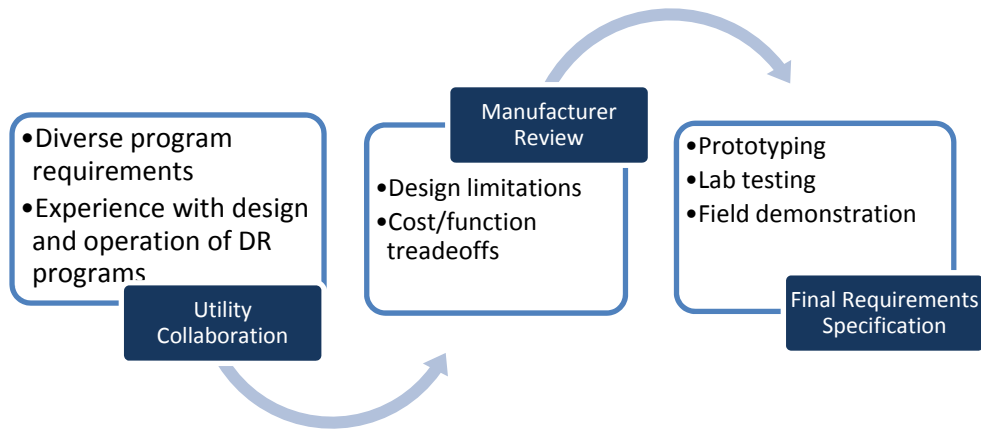 •Diverse program
requirements
•Experience with design
and operation of DR
programs
Utility
Collaboration
Manufacturer
Review
•Design limitations
•Cost/function
treadeoffs
•Prototyping
•Lab testing
•Field demonstration
Final Requirements
Specification